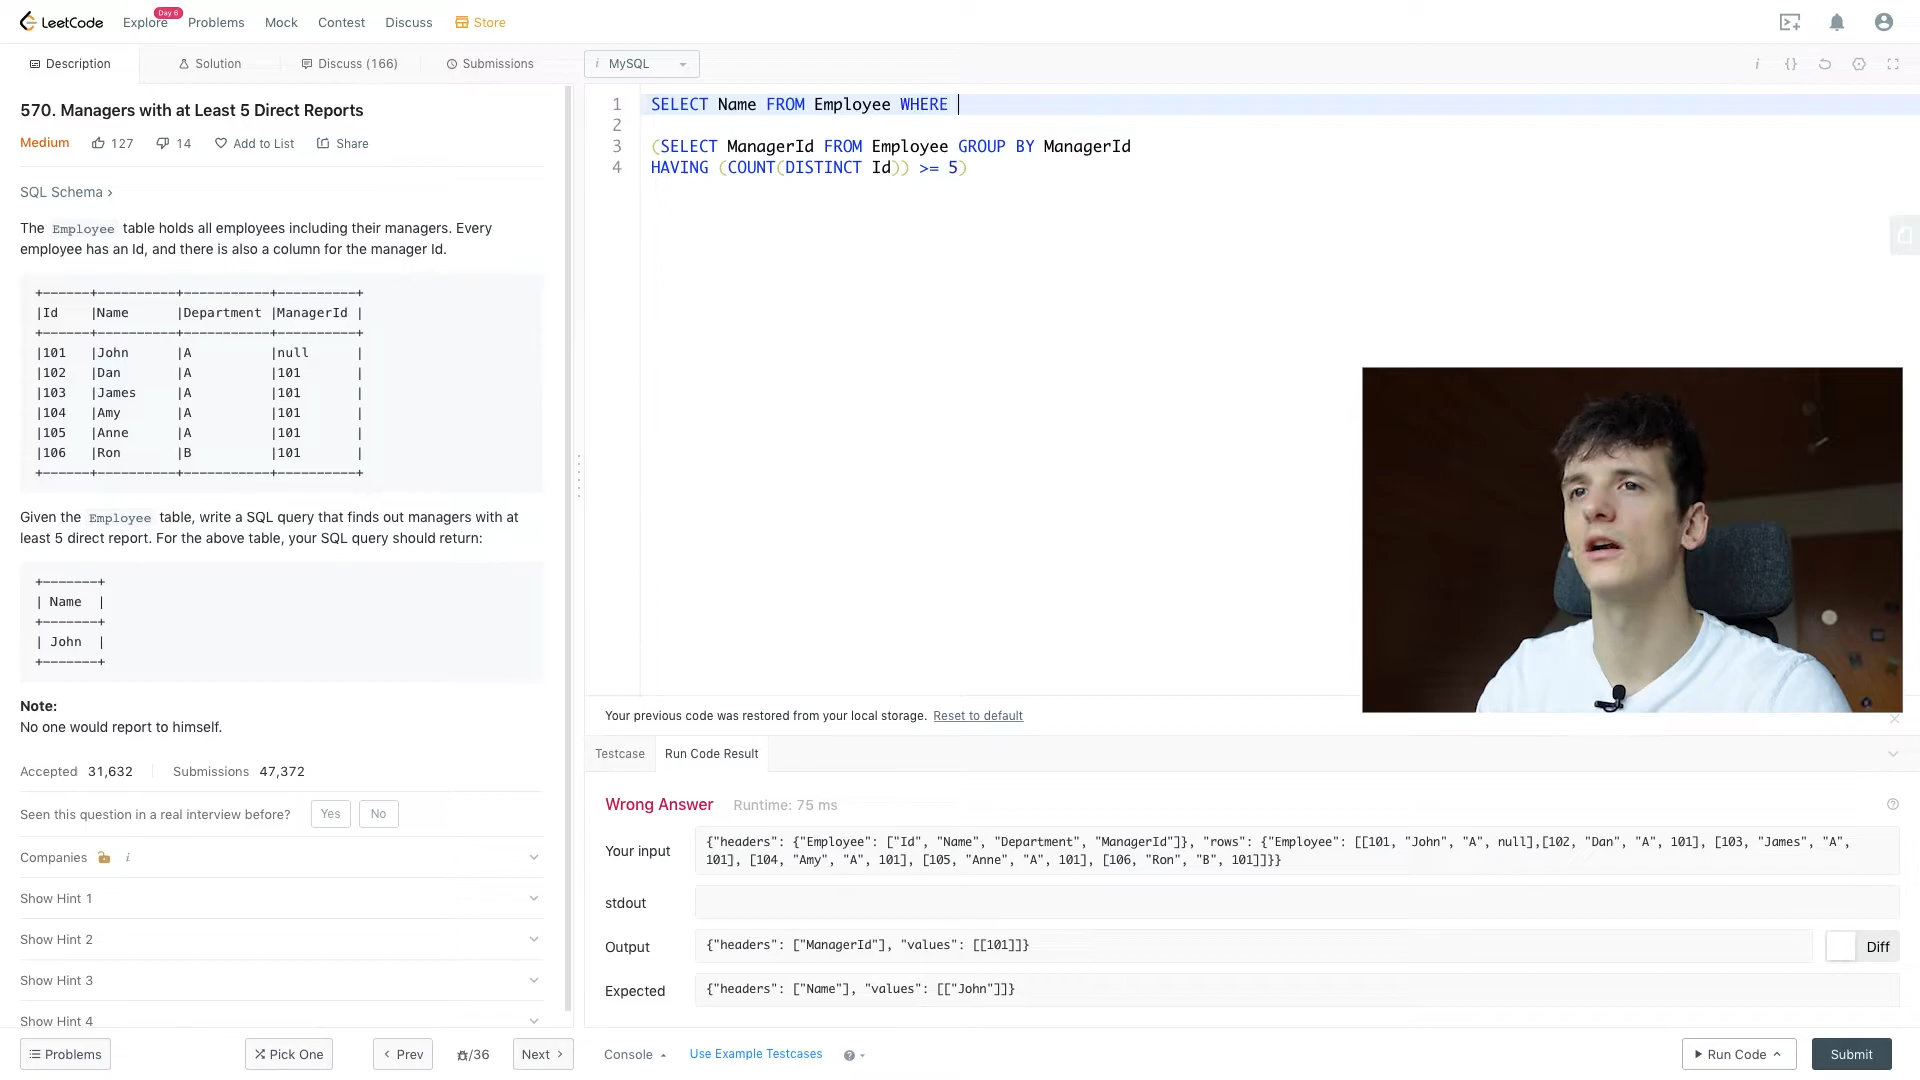 LeetCode
Explore
Day 6
Problems
Mock
Contest
Discuss
Store
Description
Solution
Discuss (166)
Submissions
i MySQL
i {}
570. Managers with at Least 5 Direct Reports
Medium 127 14 Add to List Share
SQL Schema >
The Employee table holds all employees including their managers. Every
employee has an Id, and there is also a column for the manager Id.
+------+----------+-----------+----------+
|Id    |Name      |Department |ManagerId |
+------+----------+-----------+----------+
|101   |John      |A          |null      |
|102   |Dan       |A          |101       |
|103   |James     |A          |101       |
|104   |Amy       |A          |101       |
|105   |Anne      |A          |101       |
|106   |Ron       |B          |101       |
+------+----------+-----------+----------+
Given the Employee table, write a SQL query that finds out managers with at
least 5 direct report. For the above table, your SQL query should return:
+-------+
| Name  |
+-------+
| John  |
+-------+
Note:
No one would report to himself.
Accepted 31,632 Submissions 47,372
Seen this question in a real interview before? Yes No
Companies i
Show Hint 1
Show Hint 2
Show Hint 3
Show Hint 4
Problems
Pick One
< Prev
/36
Next >
1 SELECT Name FROM Employee WHERE
2
3 (SELECT ManagerId FROM Employee GROUP BY ManagerId
4 HAVING (COUNT(DISTINCT Id)) >= 5)
Your previous code was restored from your local storage. Reset to default
Testcase
Run Code Result
Wrong Answer Runtime: 75 ms
Your input
{"headers": {"Employee": ["Id", "Name", "Department", "ManagerId"]}, "rows": {"Employee": [[101, "John", "A", null],[102, "Dan", "A", 101], [103, "James", "A",
101], [104, "Amy", "A", 101], [105, "Anne", "A", 101], [106, "Ron", "B", 101]]}}
stdout
Output
{"headers": ["ManagerId"], "values": [[101]]}
Diff
Expected
{"headers": ["Name"], "values": [["John"]]}
Console
Use Example Testcases
?
Run Code
Submit